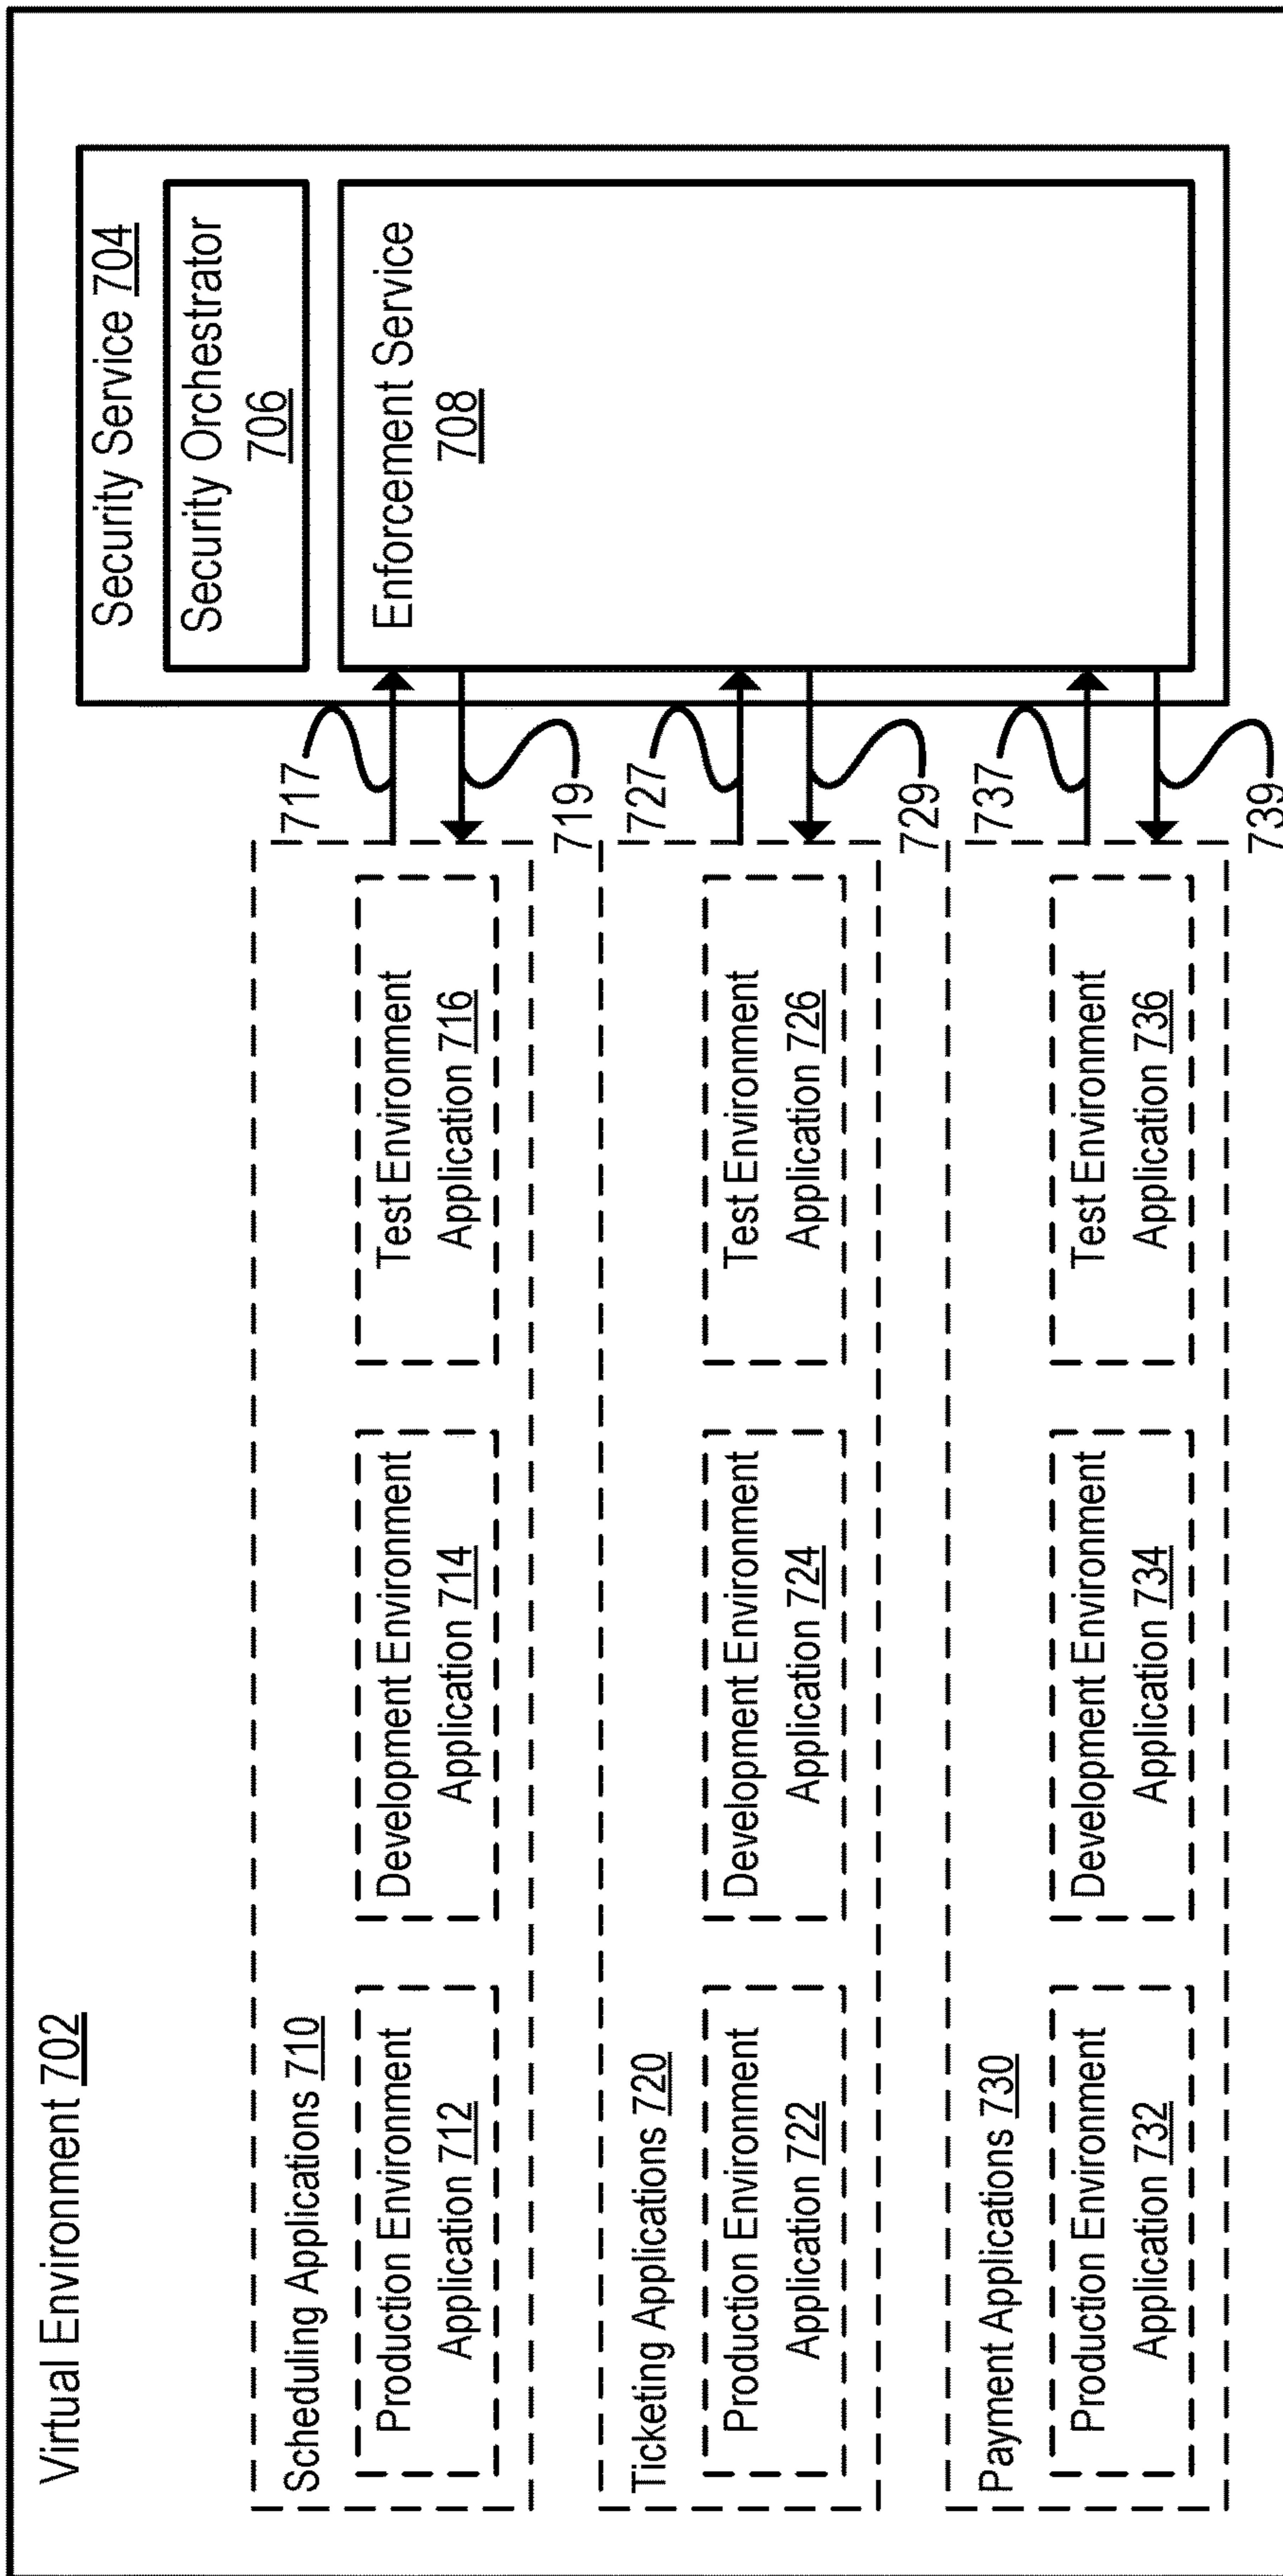 Virtual Environment 702
Security Service 704
Security Orchestrator
706
Enforcement Service
708
Scheduling Applications 710
Production Environment
Application 712
Development Environment
Application 714
Test Environment
Application 716
717
719
Ticketing Applications 720
Production Environment
Application 722
Development Environment
Application 724
Test Environment
Application 726
727
729
Payment Applications 730
Production Environment
Application 732
Development Environment
Application 734
Test Environment
Application 736
737
739